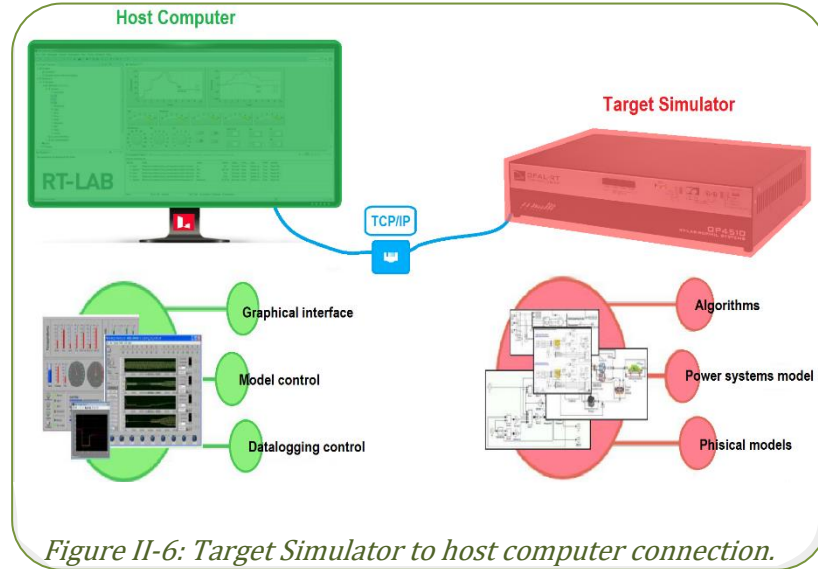 Host Computer
Target Simulator
RT-LAB
OPAL-RT
OP4510
TCP/IP
Graphical interface
Model control
Datalogging control
Algorithms
Power systems model
Phisical models
Figure II-6: Target Simulator to host computer connection.